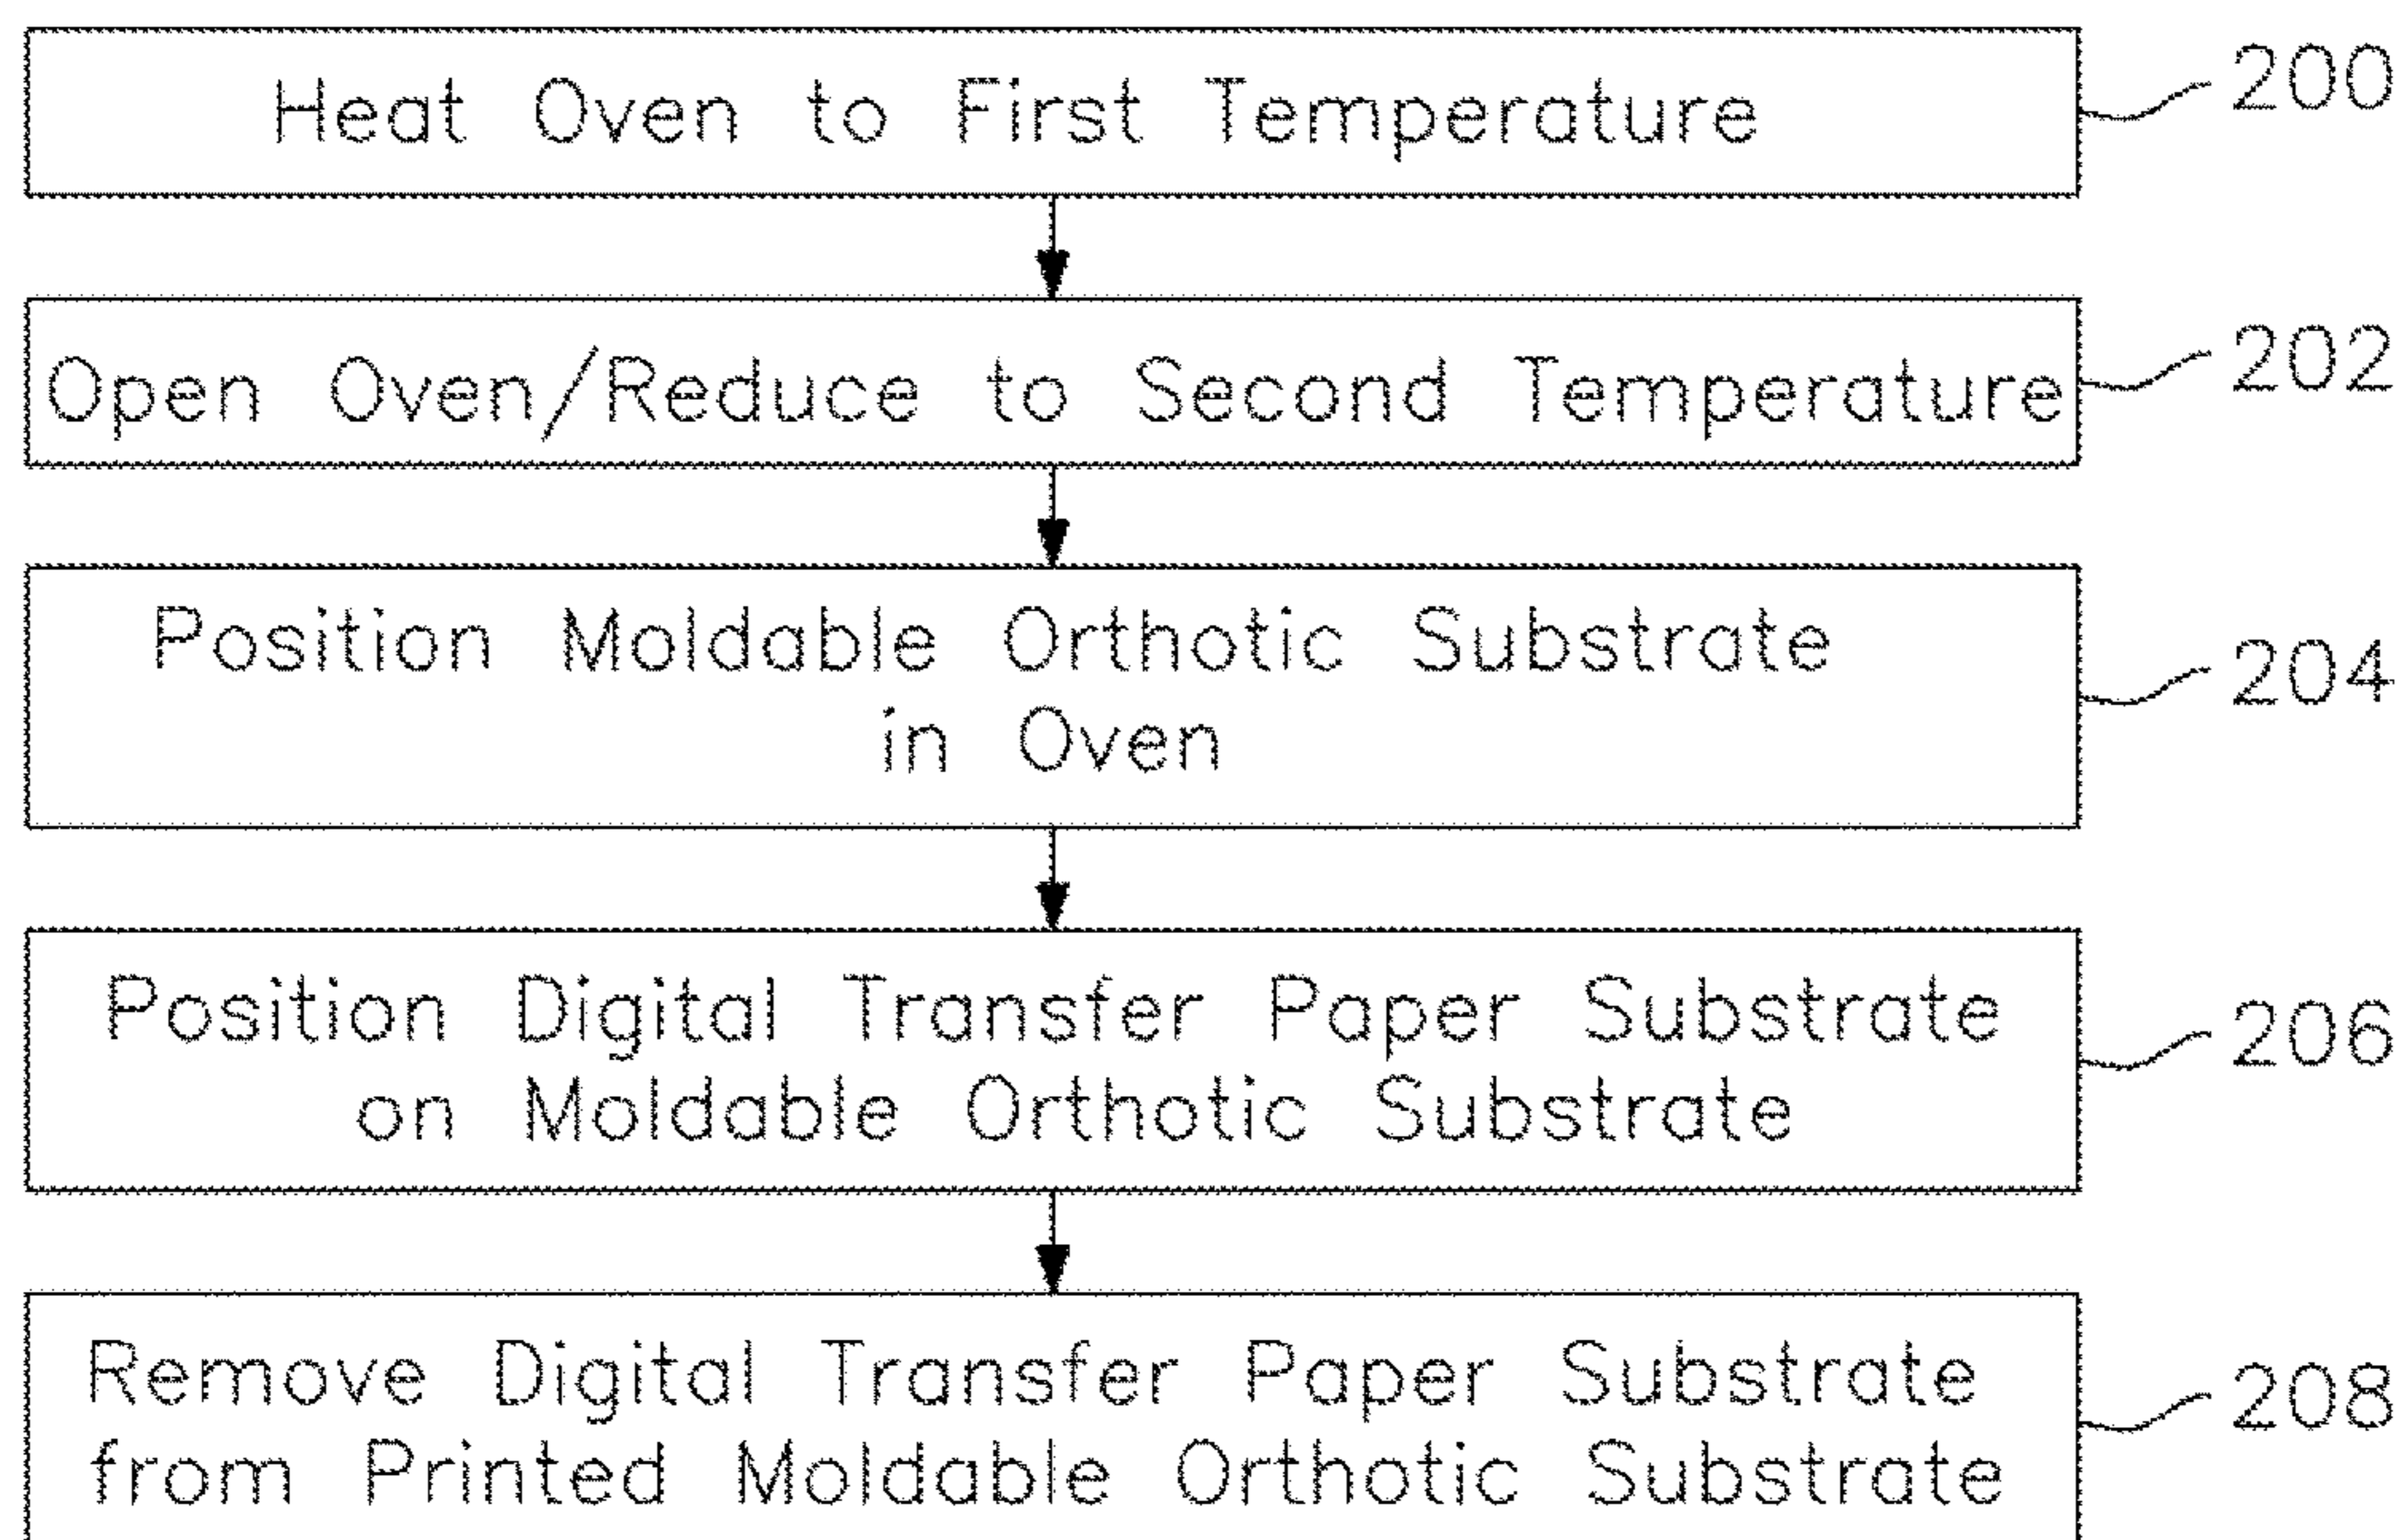 Heat Oven to First Temperature
200
Open Oven/Reduce to Second Temperature
202
Position Moldable Orthotic Substrate
in Oven
204
Position Digital Transfer Paper Substrate
on Moldable Orthotic Substrate
206
Remove Digital Transfer Paper Substrate
from Printed Moldable Orthotic Substrate
208